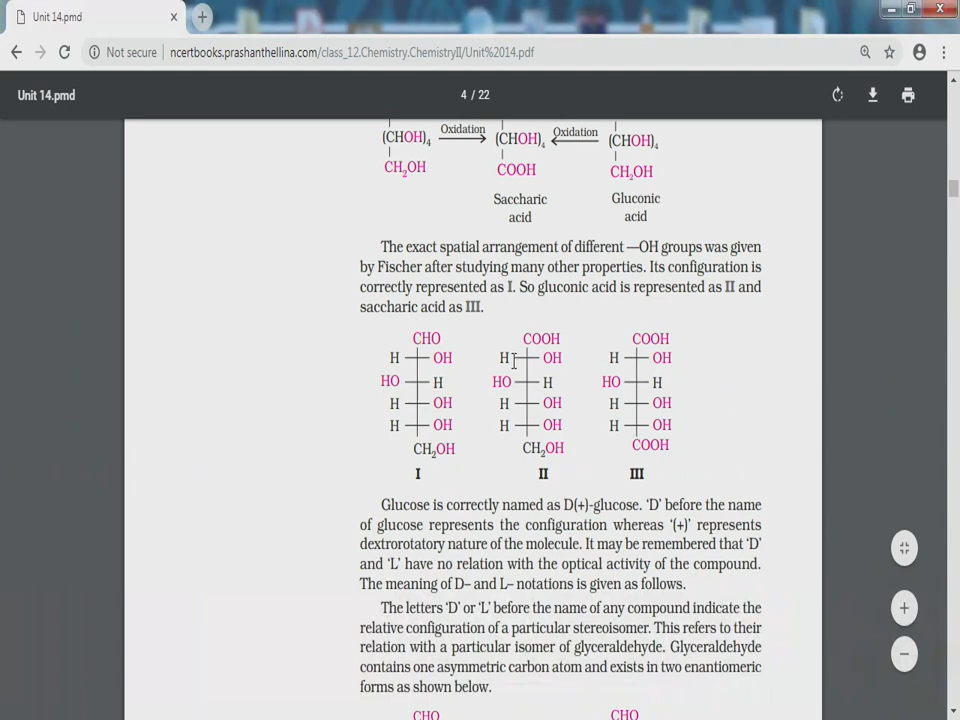 Unit 14.pmd
Not secure ncertbooks.prashanthellina.com/class_12.Chemistry.ChemistryII/Unit%2014.pdf
Unit 14.pmd 4 / 22
(CHOH)₄ Oxidation (CHOH)₄ Oxidation (CHOH)₄
CH₂OH COOH CH₂OH
Saccharic acid Gluconic acid
The exact spatial arrangement of different —OH groups was given
by Fischer after studying many other properties. Its configuration is
correctly represented as I. So gluconic acid is represented as II and
saccharic acid as III.
CHO COOH COOH
H OH H OH H OH
HO H HO H HO H
H OH H OH H OH
H OH H OH H OH
CH₂OH CH₂OH COOH
I II III
Glucose is correctly named as D(+)-glucose. ‘D’ before the name
of glucose represents the configuration whereas ‘(+)’ represents
dextrorotatory nature of the molecule. It may be remembered that ‘D’
and ‘L’ have no relation with the optical activity of the compound.
The meaning of D– and L– notations is given as follows.
The letters ‘D’ or ‘L’ before the name of any compound indicate the
relative configuration of a particular stereoisomer. This refers to their
relation with a particular isomer of glyceraldehyde. Glyceraldehyde
contains one asymmetric carbon atom and exists in two enantiomeric
forms as shown below.
CHO CHO